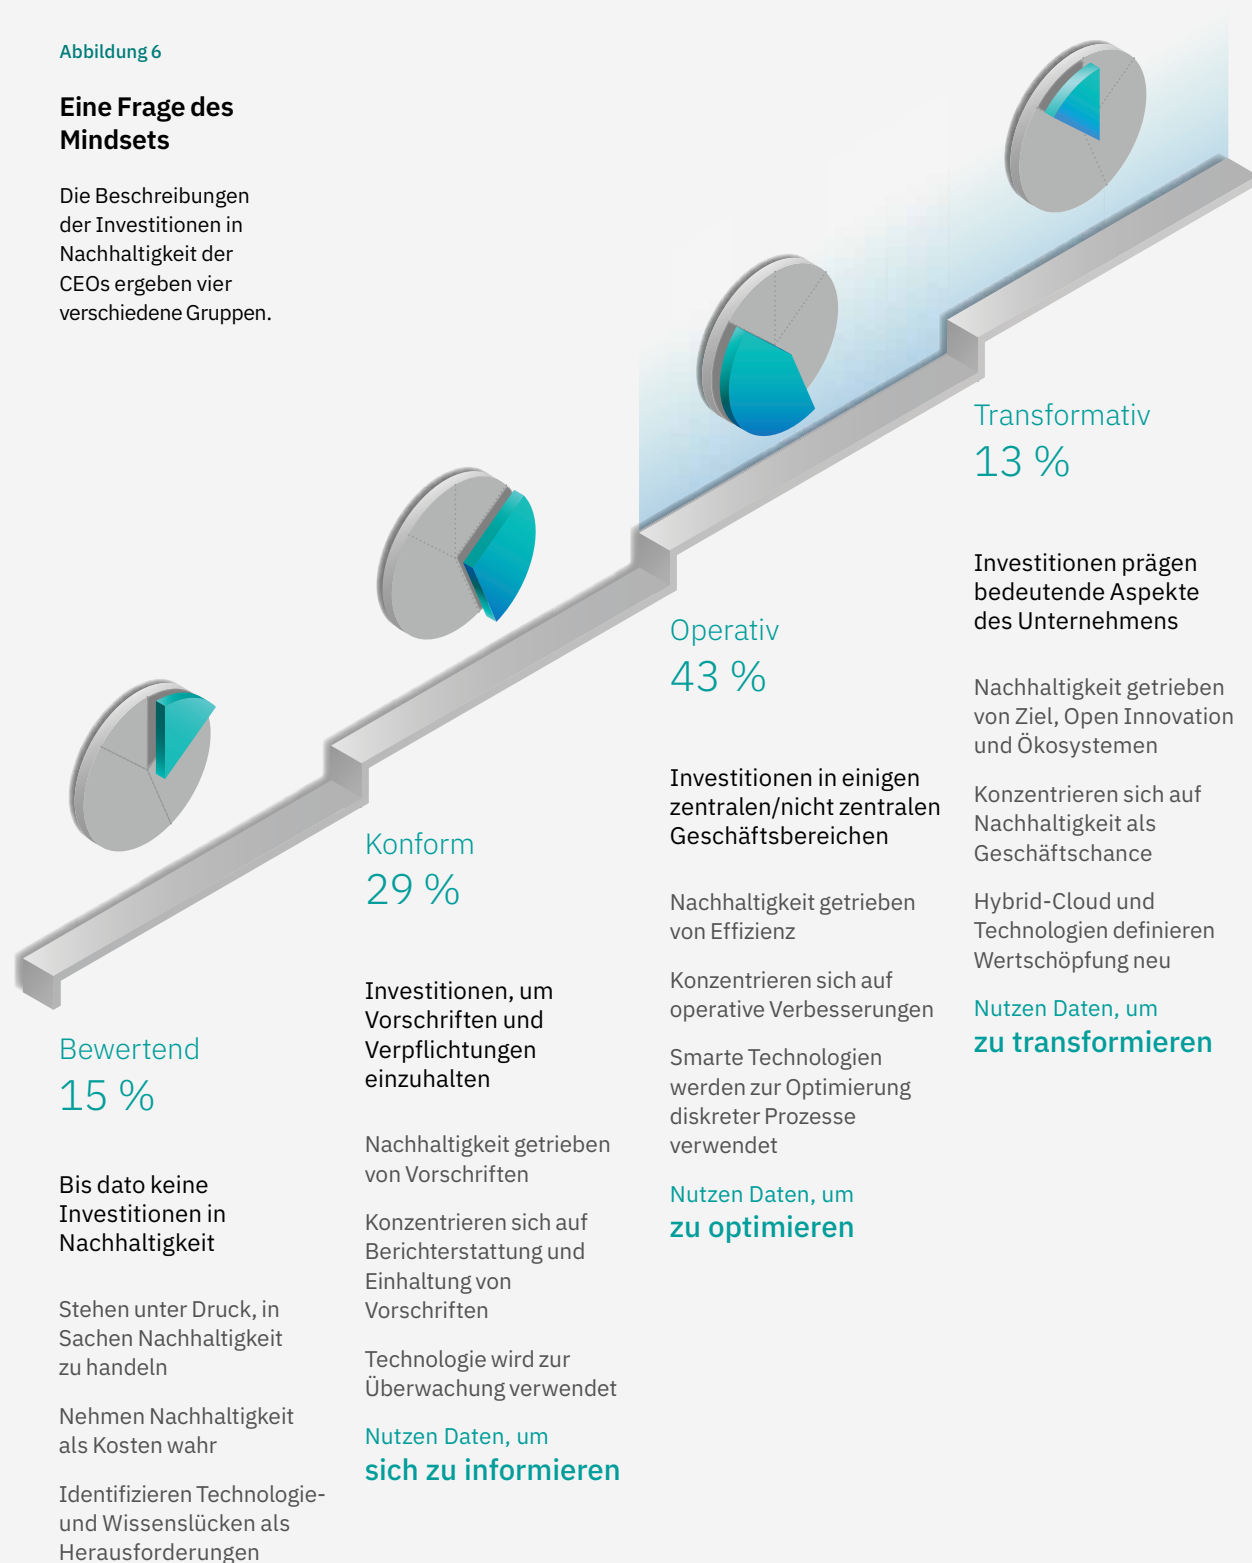 Abbildung 6
Eine Frage des
Mindsets
Die Beschreibungen
der Investitionen in
Nachhaltigkeit der
CEOs ergeben vier
verschiedene Gruppen.
Bewertend
15 %
Bis dato keine
Investitionen in
Nachhaltigkeit
Stehen unter Druck, in
Sachen Nachhaltigkeit
zu handeln
Nehmen Nachhaltigkeit
als Kosten wahr
Identifizieren Technologie-
und Wissenslücken als
Herausforderungen
Konform
29 %
Investitionen, um
Vorschriften und
Verpflichtungen
einzuhalten
Nachhaltigkeit getrieben
von Vorschriften
Konzentrieren sich auf
Berichterstattung und
Einhaltung von
Vorschriften
Technologie wird zur
Überwachung verwendet
Nutzen Daten, um
sich zu informieren
Operativ
43 %
Investitionen in einigen
zentralen/nicht zentralen
Geschäftsbereichen
Nachhaltigkeit getrieben
von Effizienz
Konzentrieren sich auf
operative Verbesserungen
Smarte Technologien
werden zur Optimierung
diskreter Prozesse
verwendet
Nutzen Daten, um
zu optimieren
Transformativ
13 %
Investitionen prägen
bedeutende Aspekte
des Unternehmens
Nachhaltigkeit getrieben
von Ziel, Open Innovation
und Ökosystemen
Konzentrieren sich auf
Nachhaltigkeit als
Geschäftschance
Hybrid-Cloud und
Technologien definieren
Wertschöpfung neu
Nutzen Daten, um
zu transformieren